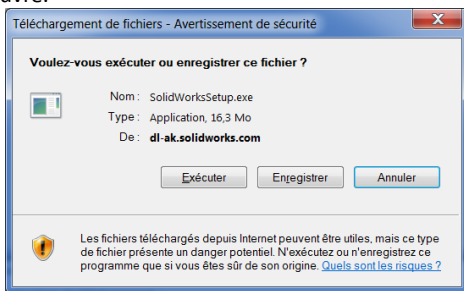 Téléchargement de fichiers - Avertissement de sécurité
Voulez-vous exécuter ou enregistrer ce fichier ?
Nom : SolidWorksSetup.exe
Type : Application, 16,3 Mo
De : dl-ak.solidworks.com
Exécuter Enregistrer Annuler
Les fichiers téléchargés depuis Internet peuvent être utiles, mais ce type
de fichier présente un danger potentiel. N'exécutez ou n'enregistrez ce
programme que si vous êtes sûr de son origine. Quels sont les risques ?